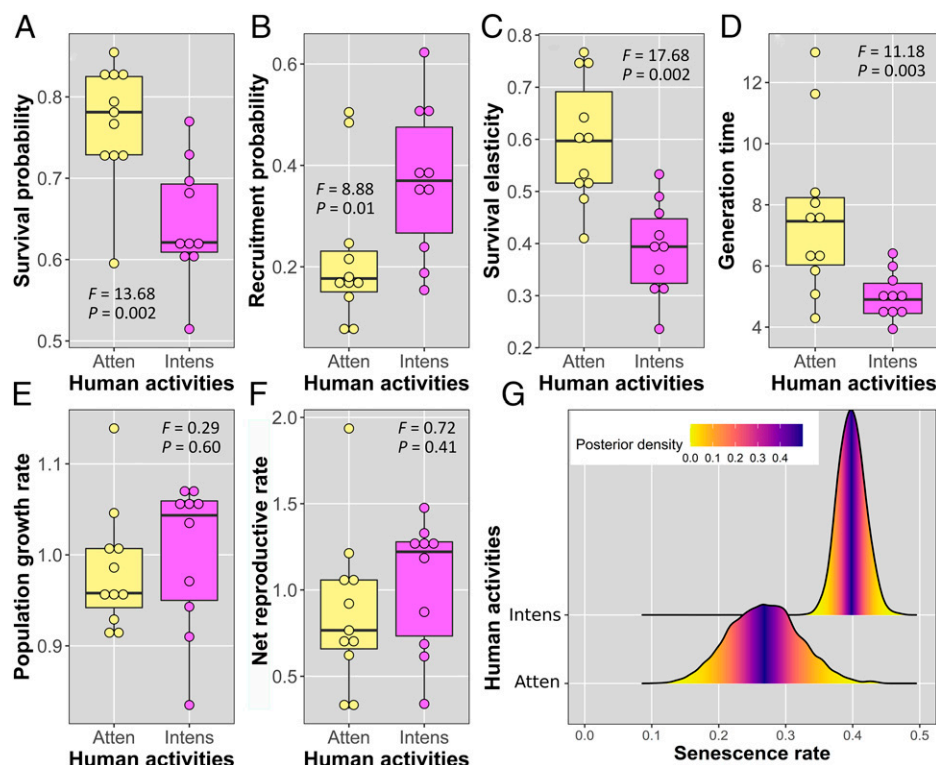 A
Survival probability
0.8
0.7
0.6
0.5
F = 13.68
P = 0.002
Atten Intens
Human activities
B
Recruitment probability
0.6
0.4
0.2
F = 8.88
P = 0.01
Atten Intens
Human activities
C
Survival elasticity
0.8
0.7
0.6
0.5
0.4
0.3
0.2
F = 17.68
P = 0.002
Atten Intens
Human activities
D
Generation time
12
10
8
6
4
F = 11.18
P = 0.003
Atten Intens
Human activities
E
Population growth rate
1.1
1.0
0.9
F = 0.29
P = 0.60
Atten Intens
Human activities
F
Net reproductive rate
2.0
1.5
1.0
0.5
F = 0.72
P = 0.41
Atten Intens
Human activities
G
Human activities
Posterior density
0.0 0.1 0.2 0.3 0.4
Intens
Atten
0.0 0.1 0.2 0.3 0.4 0.5
Senescence rate